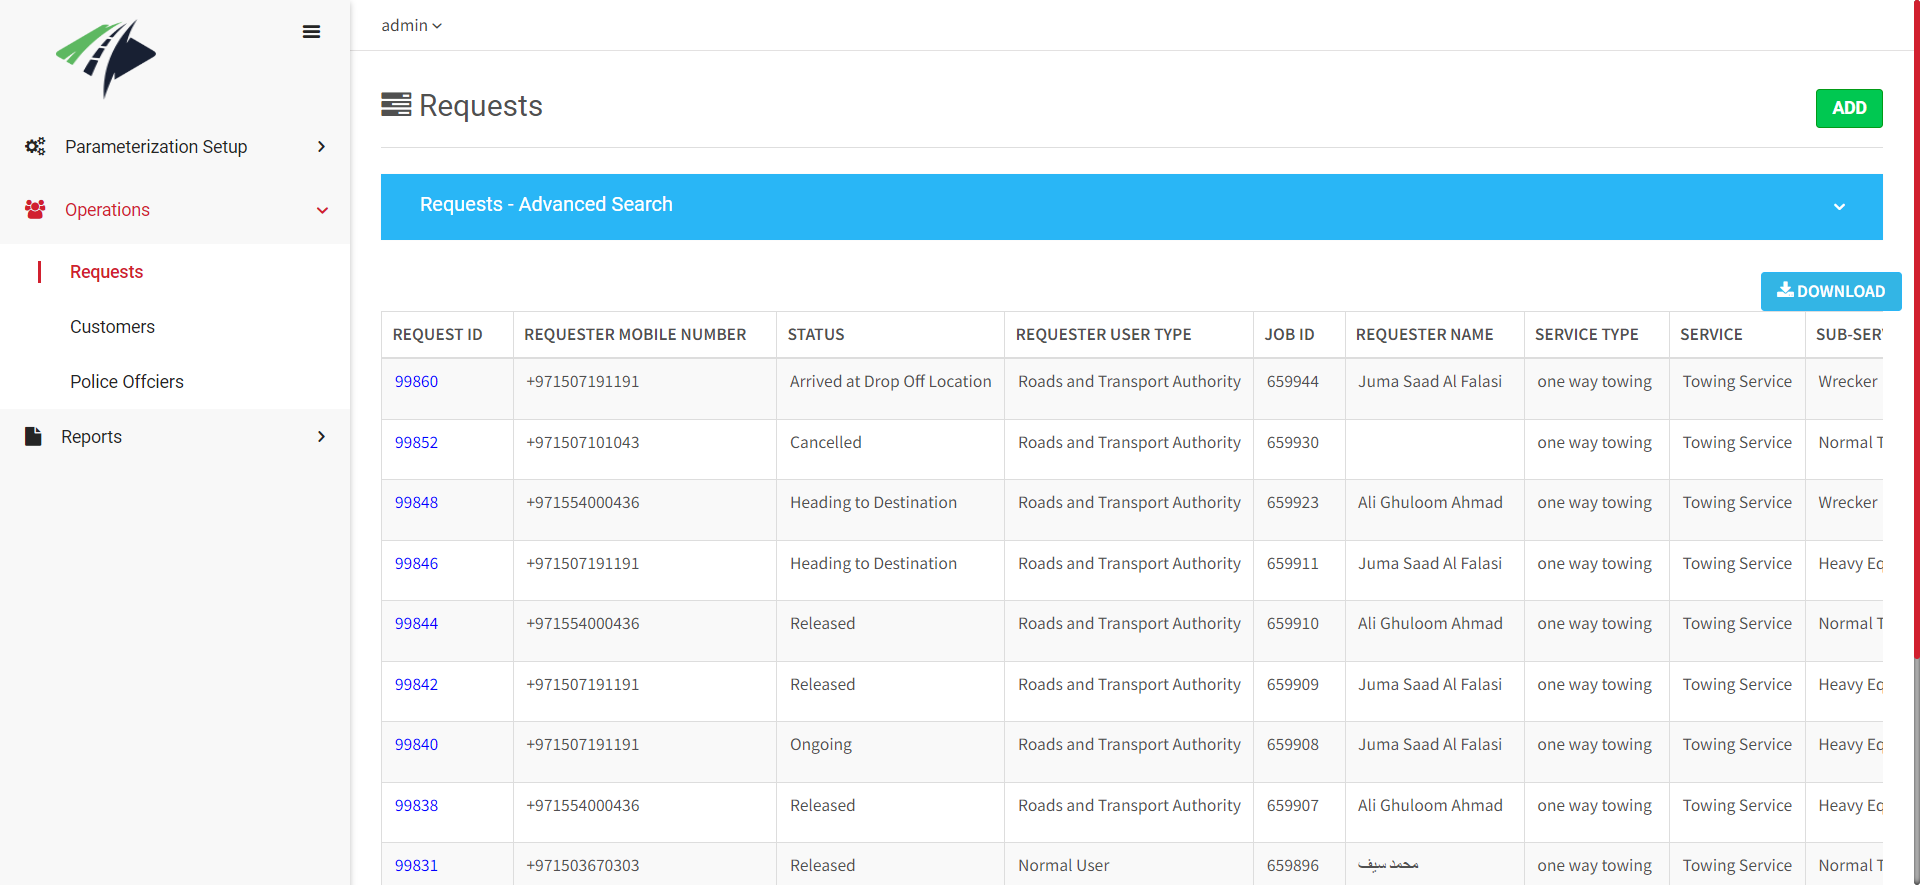 admin
Requests
ADD
Parameterization Setup
Operations
Requests
Customers
Police Offciers
Reports
Requests - Advanced Search
DOWNLOAD
REQUEST ID REQUESTER MOBILE NUMBER STATUS REQUESTER USER TYPE JOB ID REQUESTER NAME SERVICE TYPE SERVICE SUB-SER
99860 +971507191191 Arrived at Drop Off Location Roads and Transport Authority 659944 Juma Saad Al Falasi one way towing Towing Service Wrecker
99852 +971507101043 Cancelled Roads and Transport Authority 659930 one way towing Towing Service Normal T
99848 +971554000436 Heading to Destination Roads and Transport Authority 659923 Ali Ghuloom Ahmad one way towing Towing Service Wrecker
99846 +971507191191 Heading to Destination Roads and Transport Authority 659911 Juma Saad Al Falasi one way towing Towing Service Heavy Eq
99844 +971554000436 Released Roads and Transport Authority 659910 Ali Ghuloom Ahmad one way towing Towing Service Normal T
99842 +971507191191 Released Roads and Transport Authority 659909 Juma Saad Al Falasi one way towing Towing Service Heavy Eq
99840 +971507191191 Ongoing Roads and Transport Authority 659908 Juma Saad Al Falasi one way towing Towing Service Heavy Eq
99838 +971554000436 Released Roads and Transport Authority 659907 Ali Ghuloom Ahmad one way towing Towing Service Heavy Eq
99831 +971503670303 Released Normal User 659896 محمد سيف one way towing Towing Service Normal T